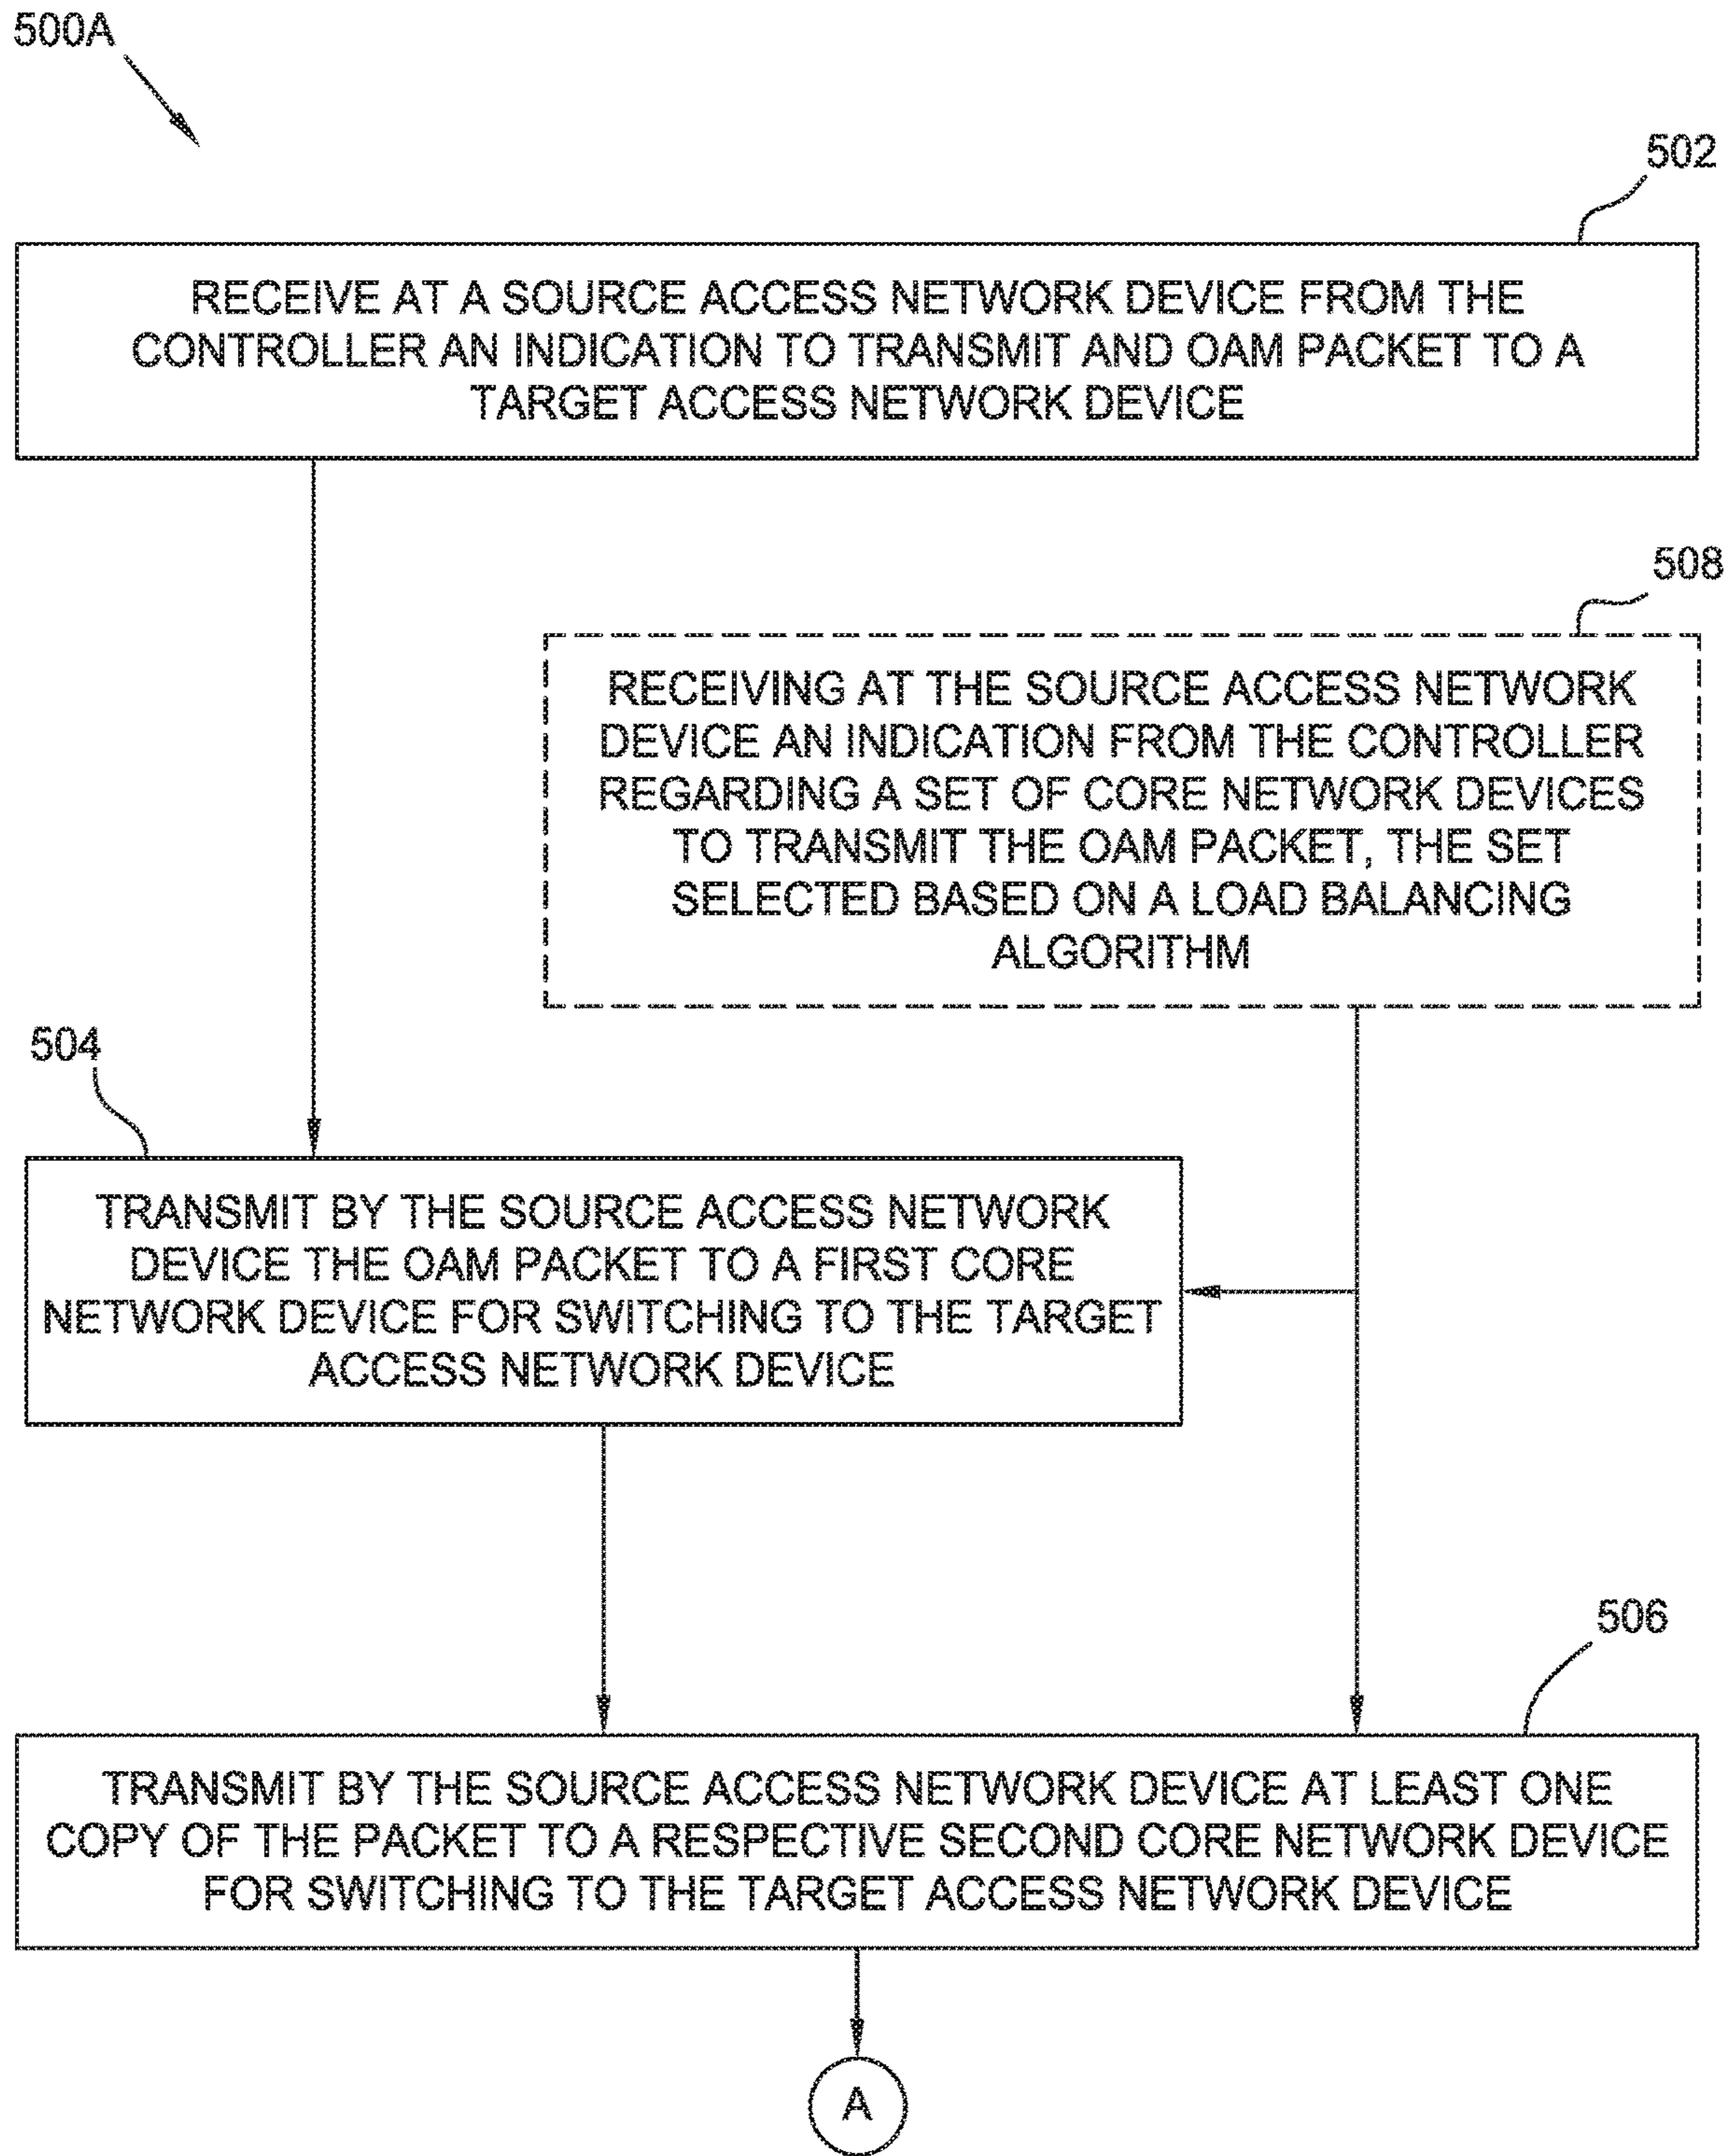 500A
502
RECEIVE AT A SOURCE ACCESS NETWORK DEVICE FROM THE
CONTROLLER AN INDICATION TO TRANSMIT AND OAM PACKET TO A
TARGET ACCESS NETWORK DEVICE
508
RECEIVING AT THE SOURCE ACCESS NETWORK
DEVICE AN INDICATION FROM THE CONTROLLER
REGARDING A SET OF CORE NETWORK DEVICES
TO TRANSMIT THE OAM PACKET, THE SET
SELECTED BASED ON A LOAD BALANCING
ALGORITHM
504
TRANSMIT BY THE SOURCE ACCESS NETWORK
DEVICE THE OAM PACKET TO A FIRST CORE
NETWORK DEVICE FOR SWITCHING TO THE TARGET
ACCESS NETWORK DEVICE
506
TRANSMIT BY THE SOURCE ACCESS NETWORK DEVICE AT LEAST ONE
COPY OF THE PACKET TO A RESPECTIVE SECOND CORE NETWORK DEVICE
FOR SWITCHING TO THE TARGET ACCESS NETWORK DEVICE
A